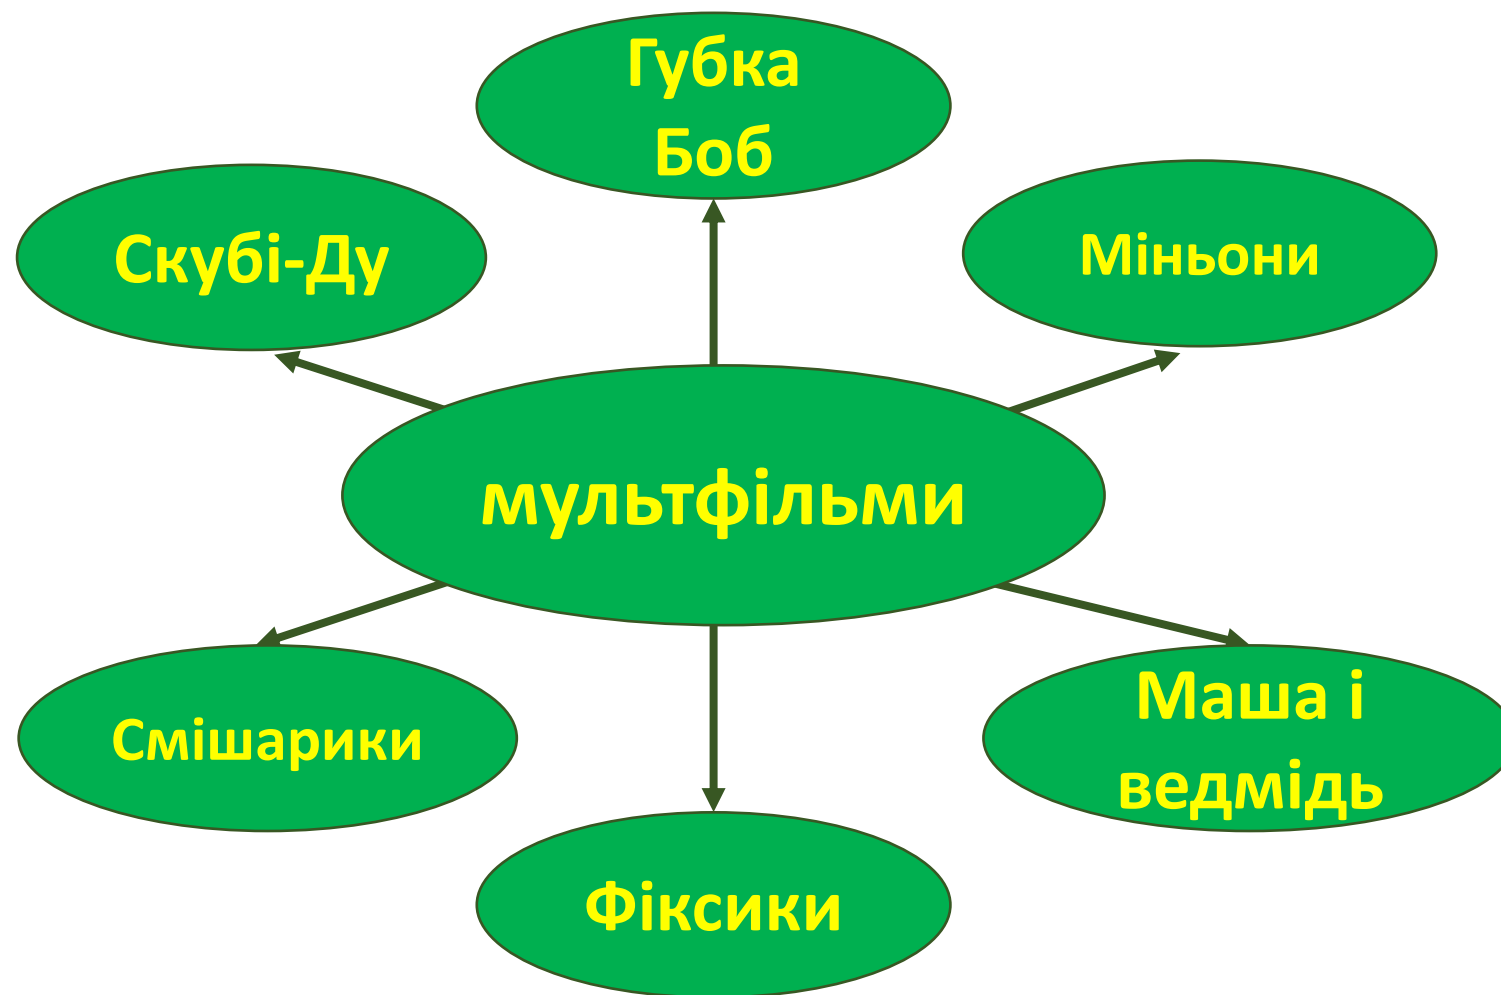 Губка
Боб
Скубі-Ду
Міньони
мультфільми
Смішарики
Маша і
ведмідь
Фіксики